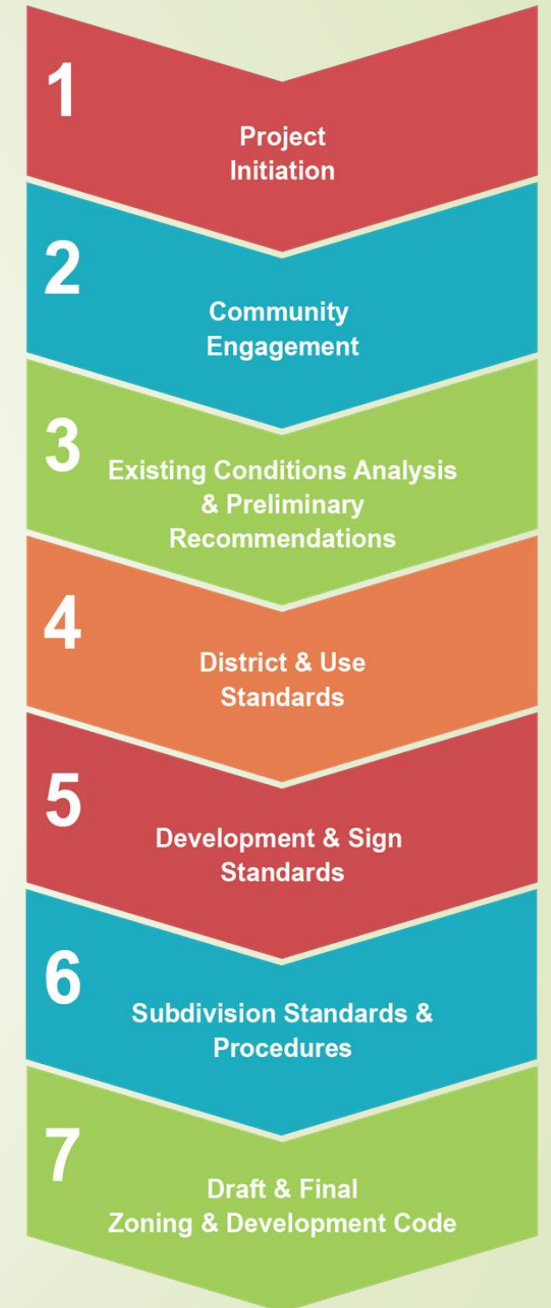 1
Project
Initiation
2
Community
Engagement
3
Existing Conditions Analysis
& Preliminary
Recommendations
4
District & Use
Standards
5
Development & Sign
Standards
6
Subdivision Standards &
Procedures
7
Draft & Final
Zoning & Development Code